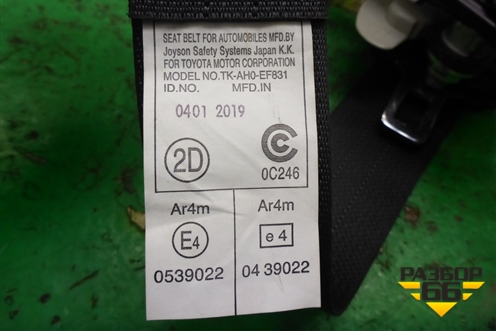 SEAT BELT FOR AUTOMOBILES MFD.BY
Joyson Safety Systems Japan K.K.
FOR TOYOTA MOTOR CORPORATION
MODEL NO.TK-AH0-EF831
ID.NO. MFD.IN
0401 2019
2D
C
0C246
Ar4m
E4
0539022
Ar4m
e 4
04 39022
РАЗБОР
66